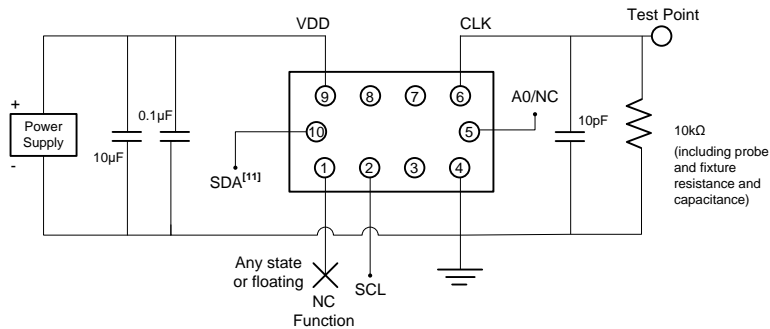 VDD
CLK
Test Point
+
Power
Supply
-
10µF
0.1µF
9
8
7
6
10
5
1
2
3
4
A0/NC
SDA[11]
10pF
10kΩ
(including probe
and fixture
resistance and
capacitance)
Any state
or floating
NC
Function
SCL